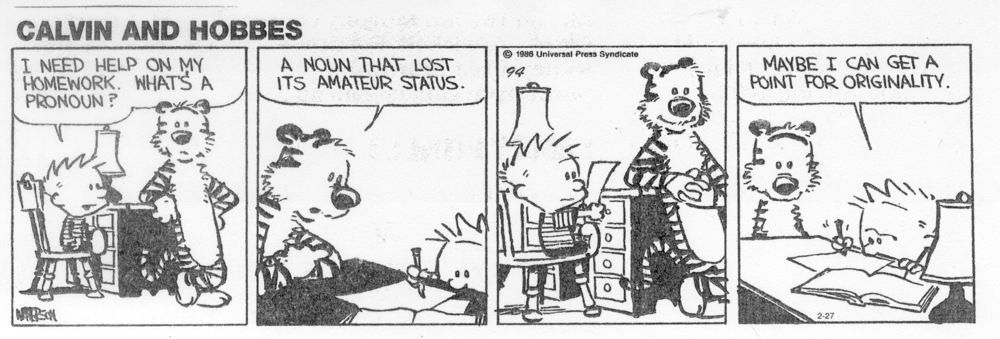 CALVIN AND HOBBES
I NEED HELP ON MY
HOMEWORK. WHAT'S A
PRONOUN?
WATTERSON
A NOUN THAT LOST
ITS AMATEUR STATUS.
© 1986 Universal Press Syndicate
94
MAYBE I CAN GET A
POINT FOR ORIGINALITY.
2-27